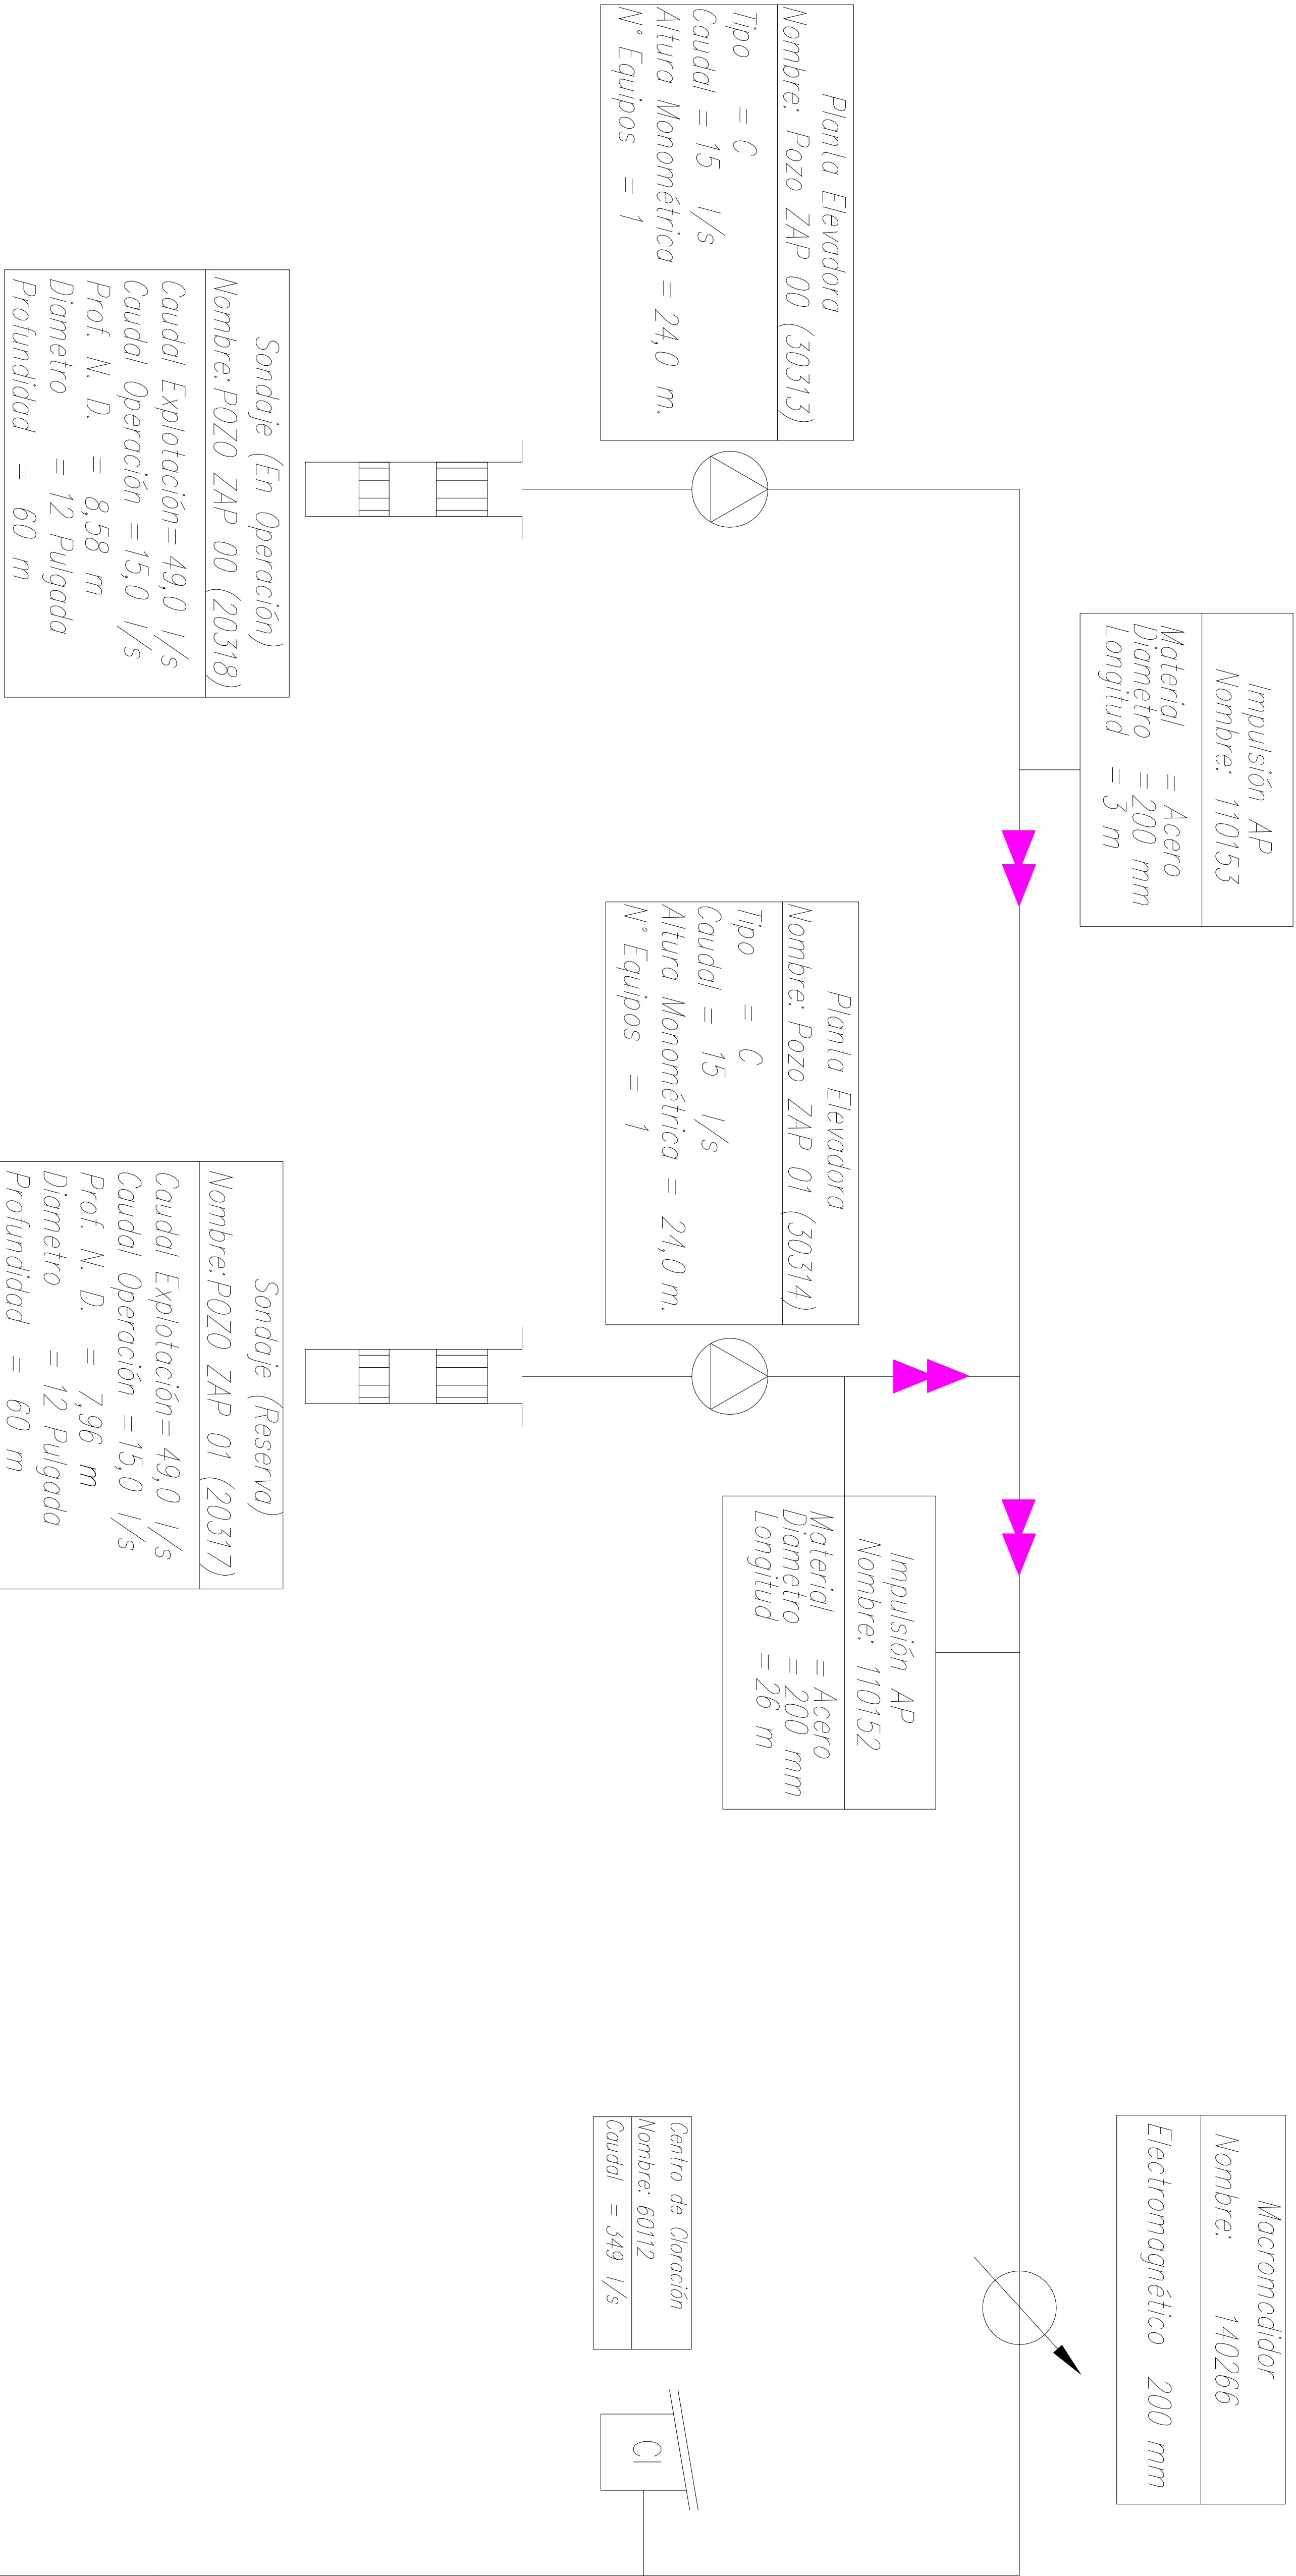 Impulsión AP
Nombre: 110153
Material = Acero
Diametro = 200 mm
Longitud = 3 m
Macromedidor
Nombre: 140266
Electromagnético 200 mm
Planta Elevadora
Nombre: Pozo ZAP 00 (30313)
Tipo = C
Caudal = 15 l/s
Altura Monométrica = 24,0 m.
N° Equipos = 1
Planta Elevadora
Nombre: Pozo ZAP 01 (30314)
Tipo = C
Caudal = 15 l/s
Altura Monométrica = 24,0 m.
N° Equipos = 1
Impulsión AP
Nombre: 110152
Material = Acero
Diametro = 200 mm
Longitud = 26 m
Centro de Cloración
Nombre: 60112
Caudal = 349 l/s
Cl
Sondaje (En Operación)
Nombre: POZO ZAP 00 (20318)
Caudal Explotación= 49,0 l/s
Caudal Operación = 15,0 l/s
Prof. N. D. = 8,58 m
Diametro = 12 Pulgada
Profundidad = 60 m
Sondaje (Reserva)
Nombre: POZO ZAP 01 (20317)
Caudal Explotación= 49,0 l/s
Caudal Operación = 15,0 l/s
Prof. N. D. = 7,96 m
Diametro = 12 Pulgada
Profundidad = 60 m